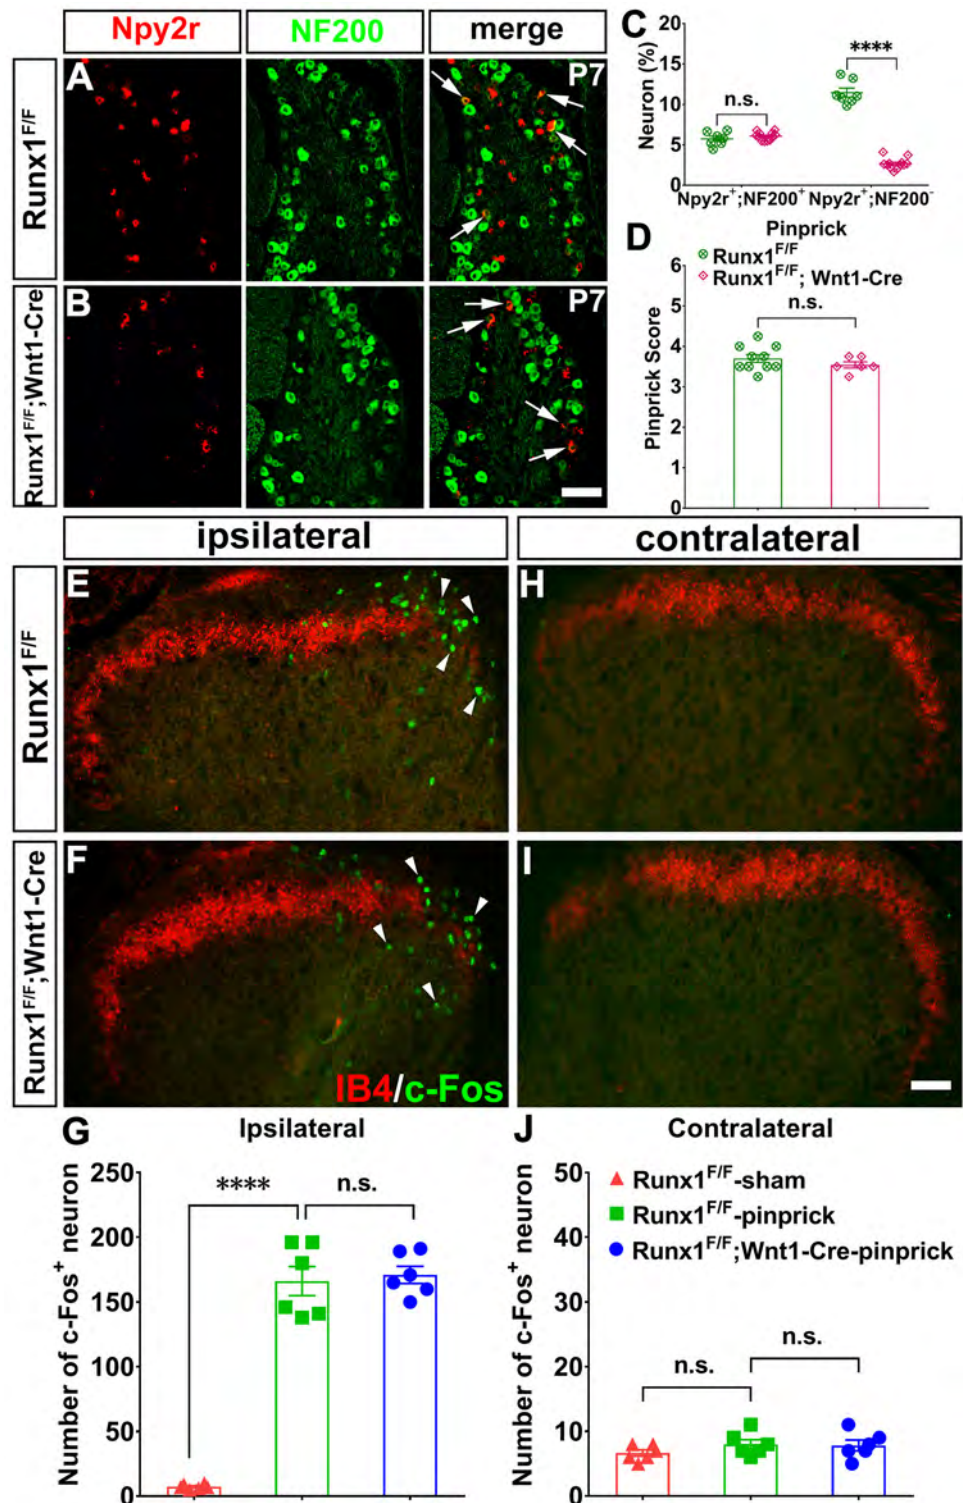 Npy2r NF200 merge
Runx1F/F
A
P7
Runx1F/F;Wnt1-Cre
B
P7
C
Neuron (%)
20
15
10
5
0
n.s.
****
Npy2r+;NF200+ Npy2r+;NF200-
D
Pinprick
Runx1F/F
Runx1F/F; Wnt1-Cre
n.s.
Pinprick Score
6
5
4
3
2
1
0
ipsilateral contralateral
Runx1F/F
E
H
Runx1F/F;Wnt1-Cre
F
IB4/c-Fos
I
G
Ipsilateral
Number of c-Fos+ neuron
250
200
150
100
50
0
****
n.s.
J
Contralateral
Number of c-Fos+ neuron
50
40
30
20
10
0
Runx1F/F-sham
Runx1F/F-pinprick
Runx1F/F;Wnt1-Cre-pinprick
n.s.
n.s.